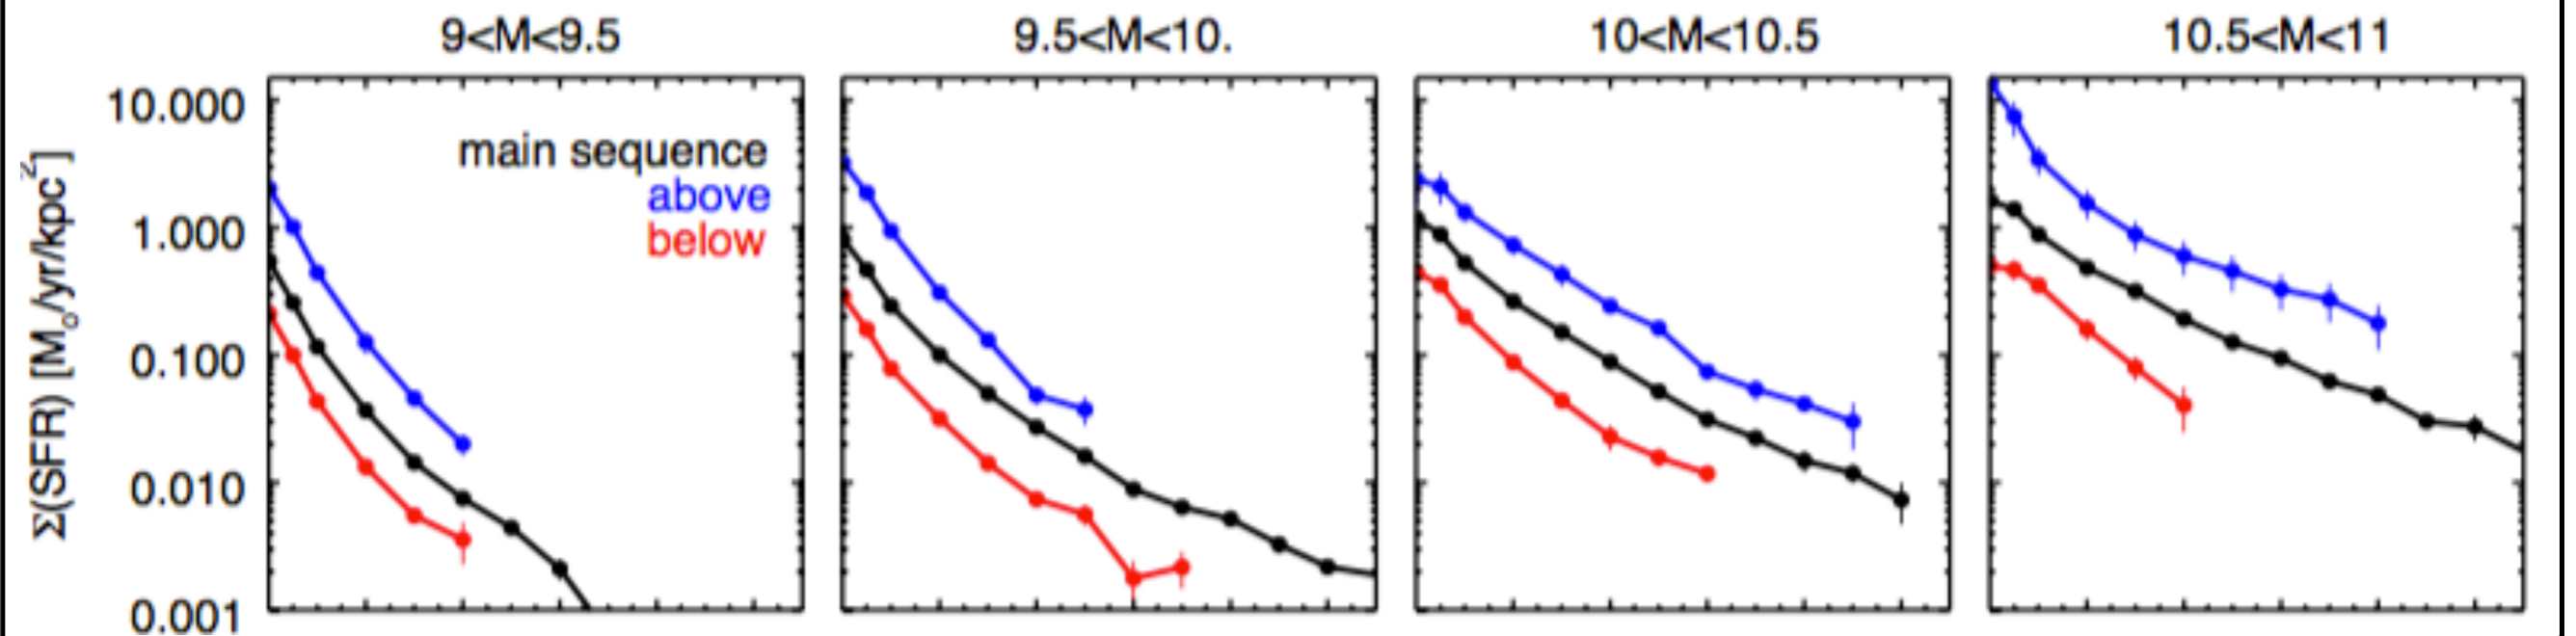 9<M<9.5
9.5<M<10.
10<M<10.5
10.5<M<11
Σ(SFR) [M₀/yr/kpc²]
10.000
1.000
0.100
0.010
0.001
main sequence
above
below